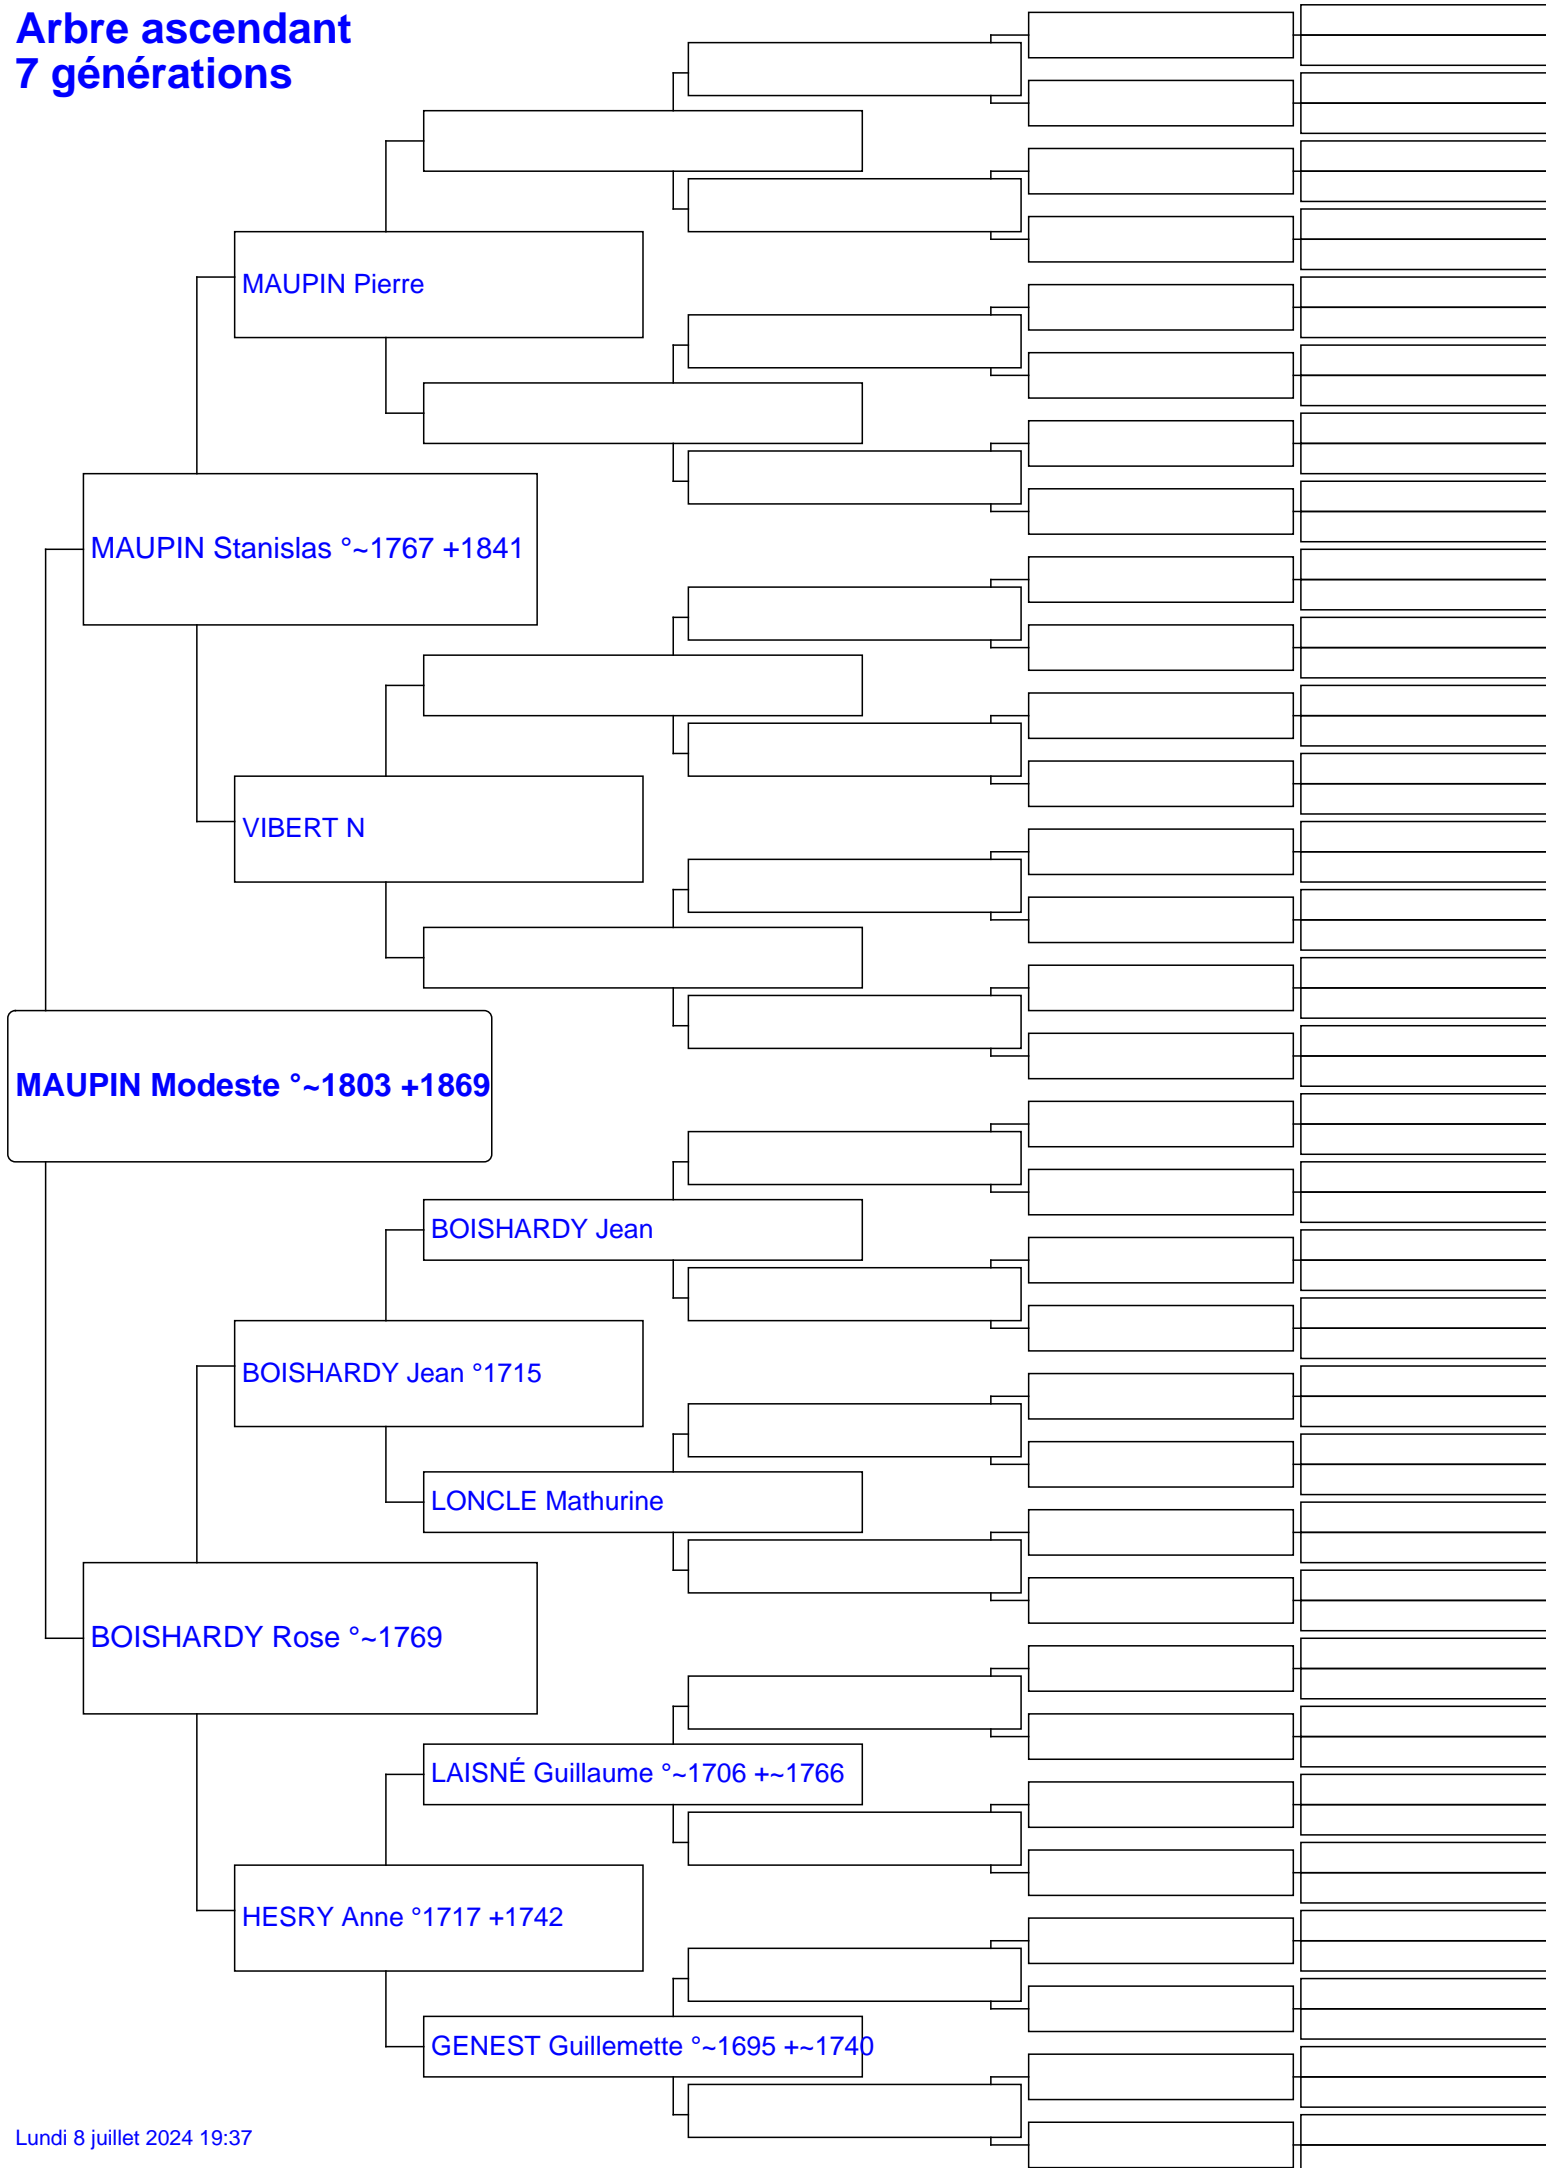 Arbre ascendant
7 générations
MAUPIN Pierre
MAUPIN Stanislas °~1767 +1841
VIBERT N
MAUPIN Modeste °~1803 +1869
BOISHARDY Jean
BOISHARDY Jean °1715
LONCLE Mathurine
BOISHARDY Rose °~1769
LAISNÉ Guillaume °~1706 +~1766
HESRY Anne °1717 +1742
GENEST Guillemette °~1695 +~1740
Lundi 8 juillet 2024 19:37